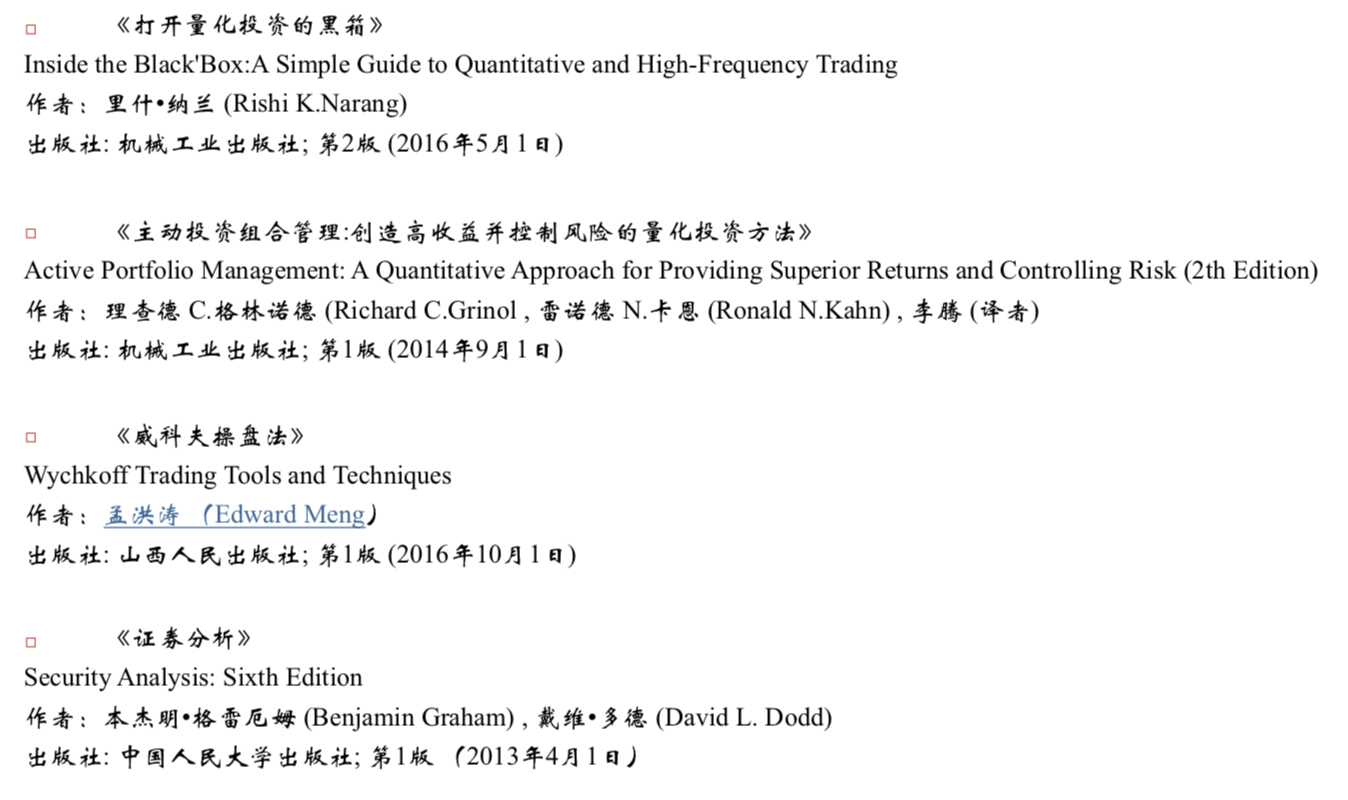 《打开量化投资的黑箱》
Inside the Black'Box:A Simple Guide to Quantitative and High-Frequency Trading
作者：里什•纳兰 (Rishi K.Narang)
出版社: 机械工业出版社; 第2版 (2016年5月1日)
《主动投资组合管理:创造高收益并控制风险的量化投资方法》
Active Portfolio Management: A Quantitative Approach for Providing Superior Returns and Controlling Risk (2th Edition)
作者：理查德 C.格林诺德 (Richard C.Grinol , 雷诺德 N.卡恩 (Ronald N.Kahn) , 李腾 (译者)
出版社: 机械工业出版社; 第1版 (2014年9月1日)
《威科夫操盘法》
Wychkoff Trading Tools and Techniques
作者：孟洪涛 （Edward Meng）
出版社: 山西人民出版社; 第1版 (2016年10月1日)
《证券分析》
Security Analysis: Sixth Edition
作者：本杰明•格雷厄姆 (Benjamin Graham) , 戴维•多德 (David L. Dodd)
出版社: 中国人民大学出版社; 第1版 （2013年4月1日）